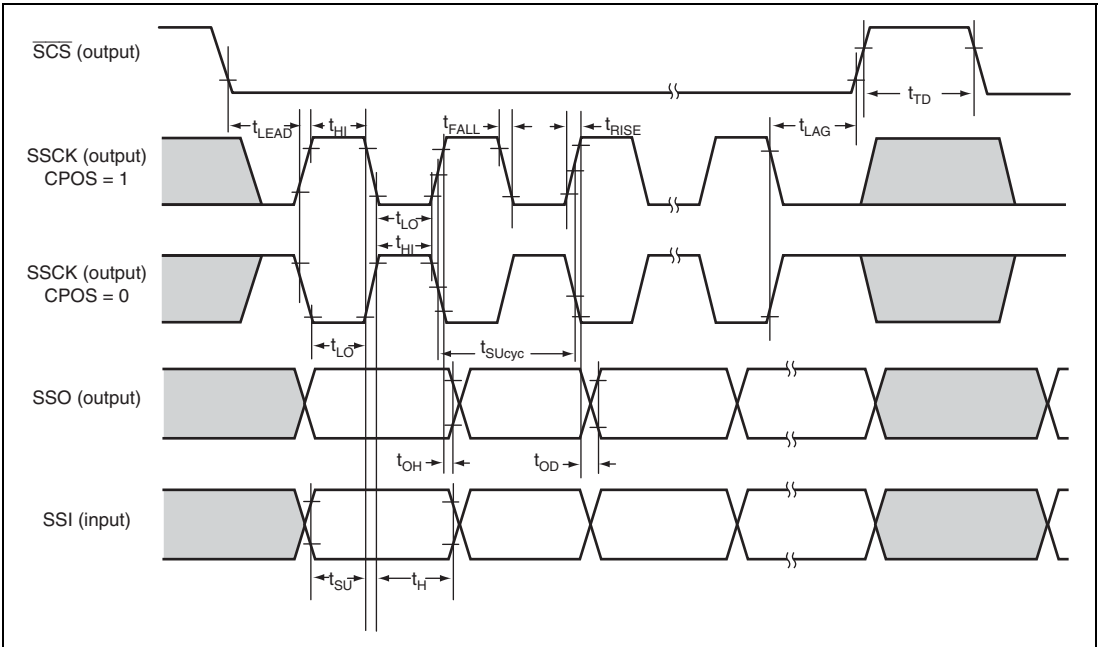 SCS (output)
tTD
tLEAD
tHI
tFALL
tRISE
tLAG
SSCK (output)
CPOS = 1
tLO
tHI
SSCK (output)
CPOS = 0
tLO
tSUcyc
SSO (output)
tOH
tOD
SSI (input)
tSU
tH